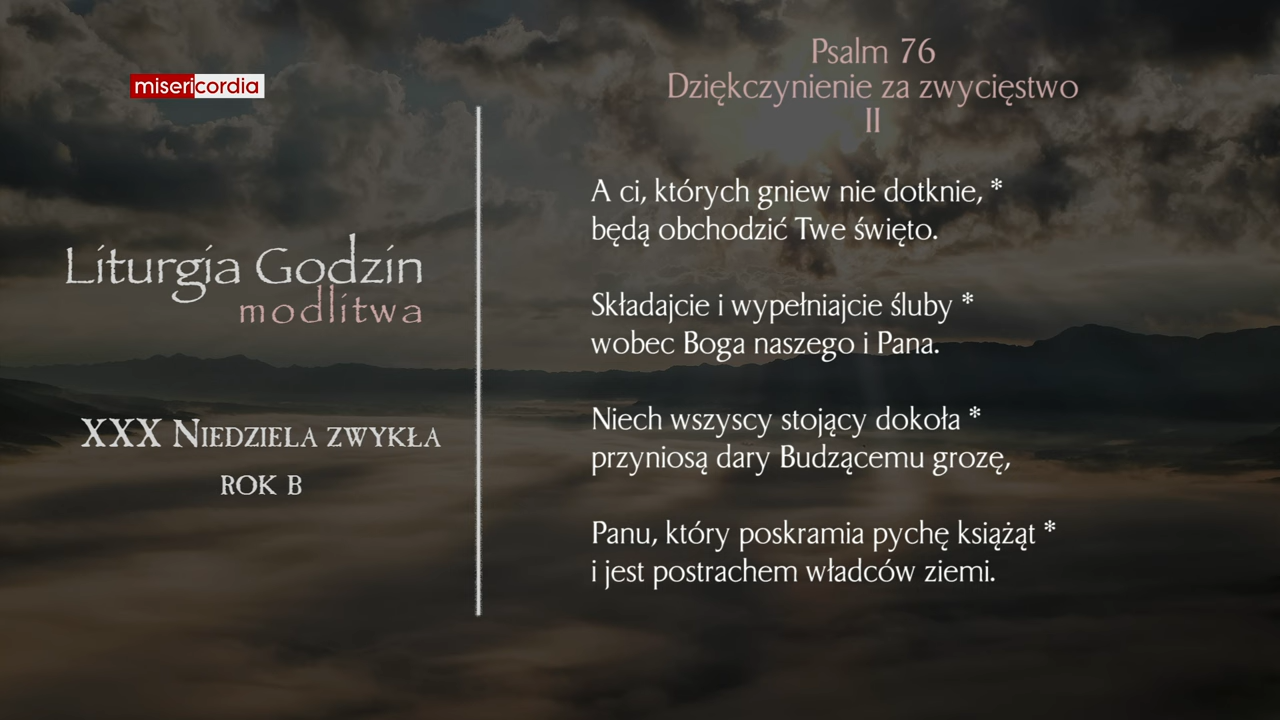 misericordia
Liturgia Godzin
modlitwa
XXX Niedziela zwykła
rok B
Psalm 76
Dziękczynienie za zwycięstwo
II
A ci, których gniew nie dotknie, *
będą obchodzić Twe święto.
Składajcie i wypełniajcie śluby *
wobec Boga naszego i Pana.
Niech wszyscy stojący dokoła *
przyniosą dary Budzącemu grozę,
Panu, który poskramia pychę książąt *
i jest postrachem władców ziemi.